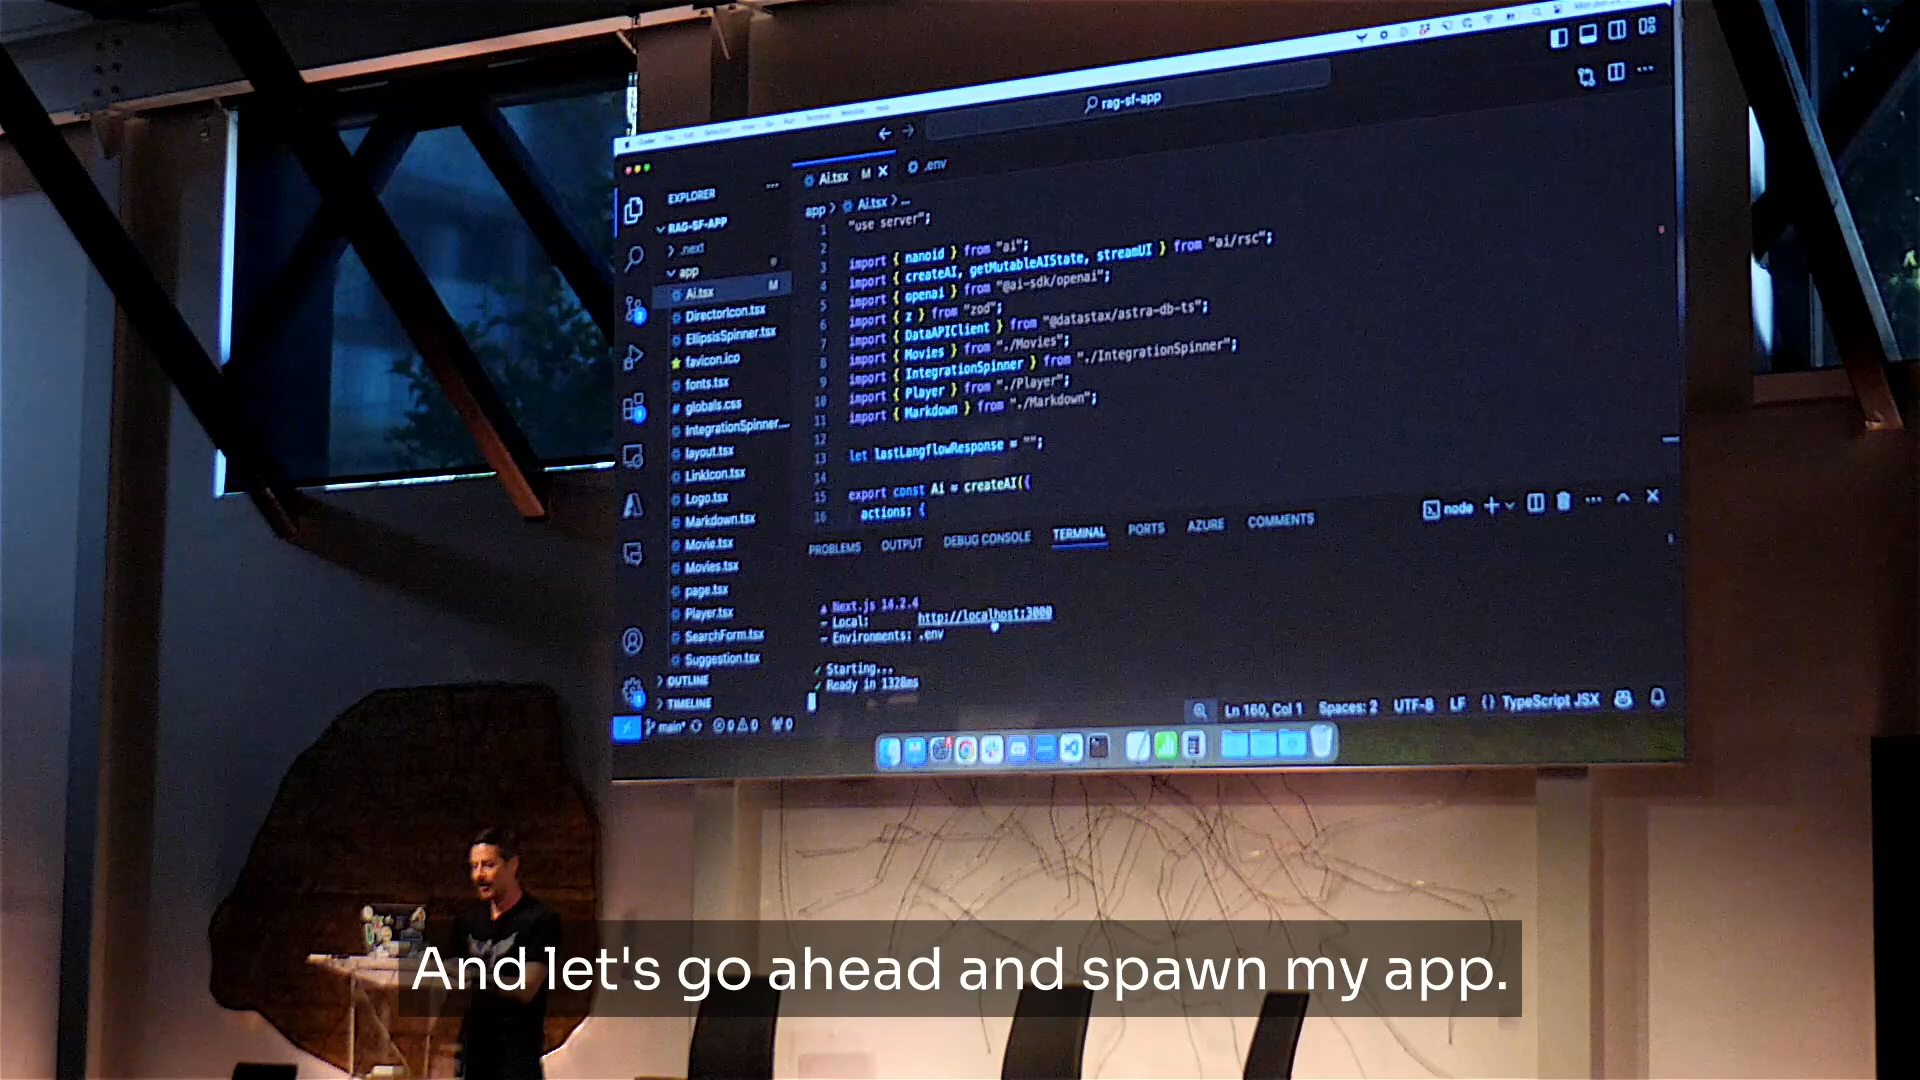 rag-sf-app
EXPLORER
Ai.tsx M
.env
RAG-SF-APP
.next
app
Ai.tsx M
DirectorIcon.tsx
EllipsisSpinner.tsx
favicon.ico
fonts.tsx
globals.css
IntegrationSpinner...
layout.tsx
LinkIcon.tsx
Logo.tsx
Markdown.tsx
Movie.tsx
Movies.tsx
page.tsx
Player.tsx
SearchForm.tsx
Suggestion.tsx
OUTLINE
TIMELINE
app > Ai.tsx > ...
1 "use server";
2
3 import { nanoid } from "ai";
4 import { createAI, getMutableAIState, streamUI } from "ai/rsc";
5 import { openai } from "@ai-sdk/openai";
6 import { z } from "zod";
7 import { DataAPIClient } from "@datastax/astra-db-ts";
8 import { Movies } from "./Movies";
9 import { IntegrationSpinner } from "./IntegrationSpinner";
10 import { Player } from "./Player";
11 import { Markdown } from "./Markdown";
12
13 let lastLangflowResponse = "";
14
15 export const Ai = createAI({
16 actions: {
PROBLEMS OUTPUT DEBUG CONSOLE TERMINAL PORTS AZURE COMMENTS
node
▲ Next.js 14.2.4
- Local: http://localhost:3000
- Environments: .env
✓ Starting...
✓ Ready in 1328ms
main* 0 0 0
Ln 160, Col 1 Spaces: 2 UTF-8 LF {} TypeScript JSX
And let's go ahead and spawn my app.